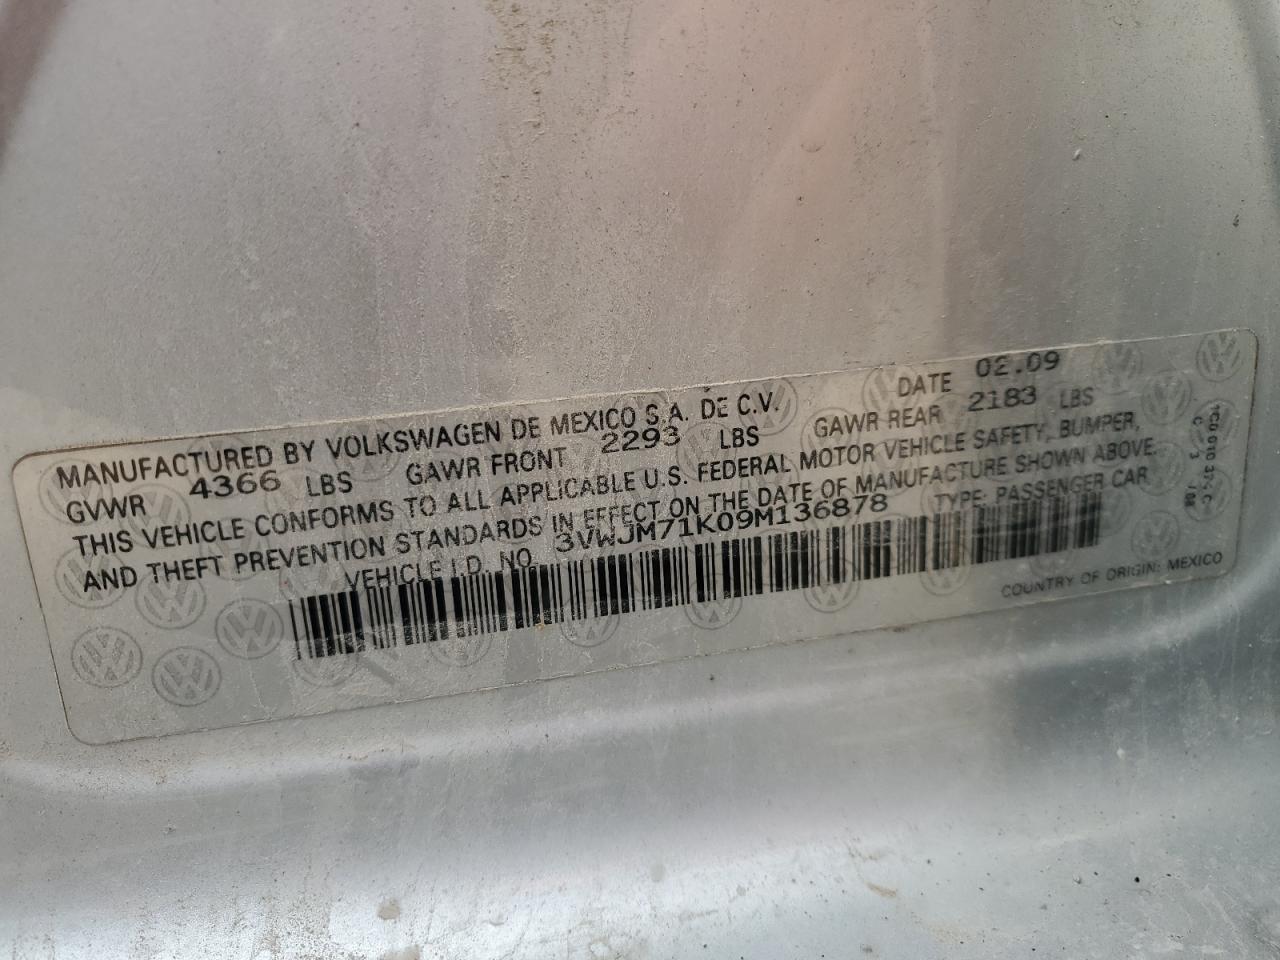 DATE 02.09
MANUFACTURED BY VOLKSWAGEN DE MEXICO S.A. DE C.V.
GVWR 4366 LBS GAWR FRONT 2293 LBS GAWR REAR 2183 LBS
THIS VEHICLE CONFORMS TO ALL APPLICABLE U.S. FEDERAL MOTOR VEHICLE SAFETY, BUMPER,
AND THEFT PREVENTION STANDARDS IN EFFECT ON THE DATE OF MANUFACTURE SHOWN ABOVE.
VEHICLE I.D. NO. 3VWJM71K09M136878 TYPE: PASSENGER CAR
COUNTRY OF ORIGIN: MEXICO